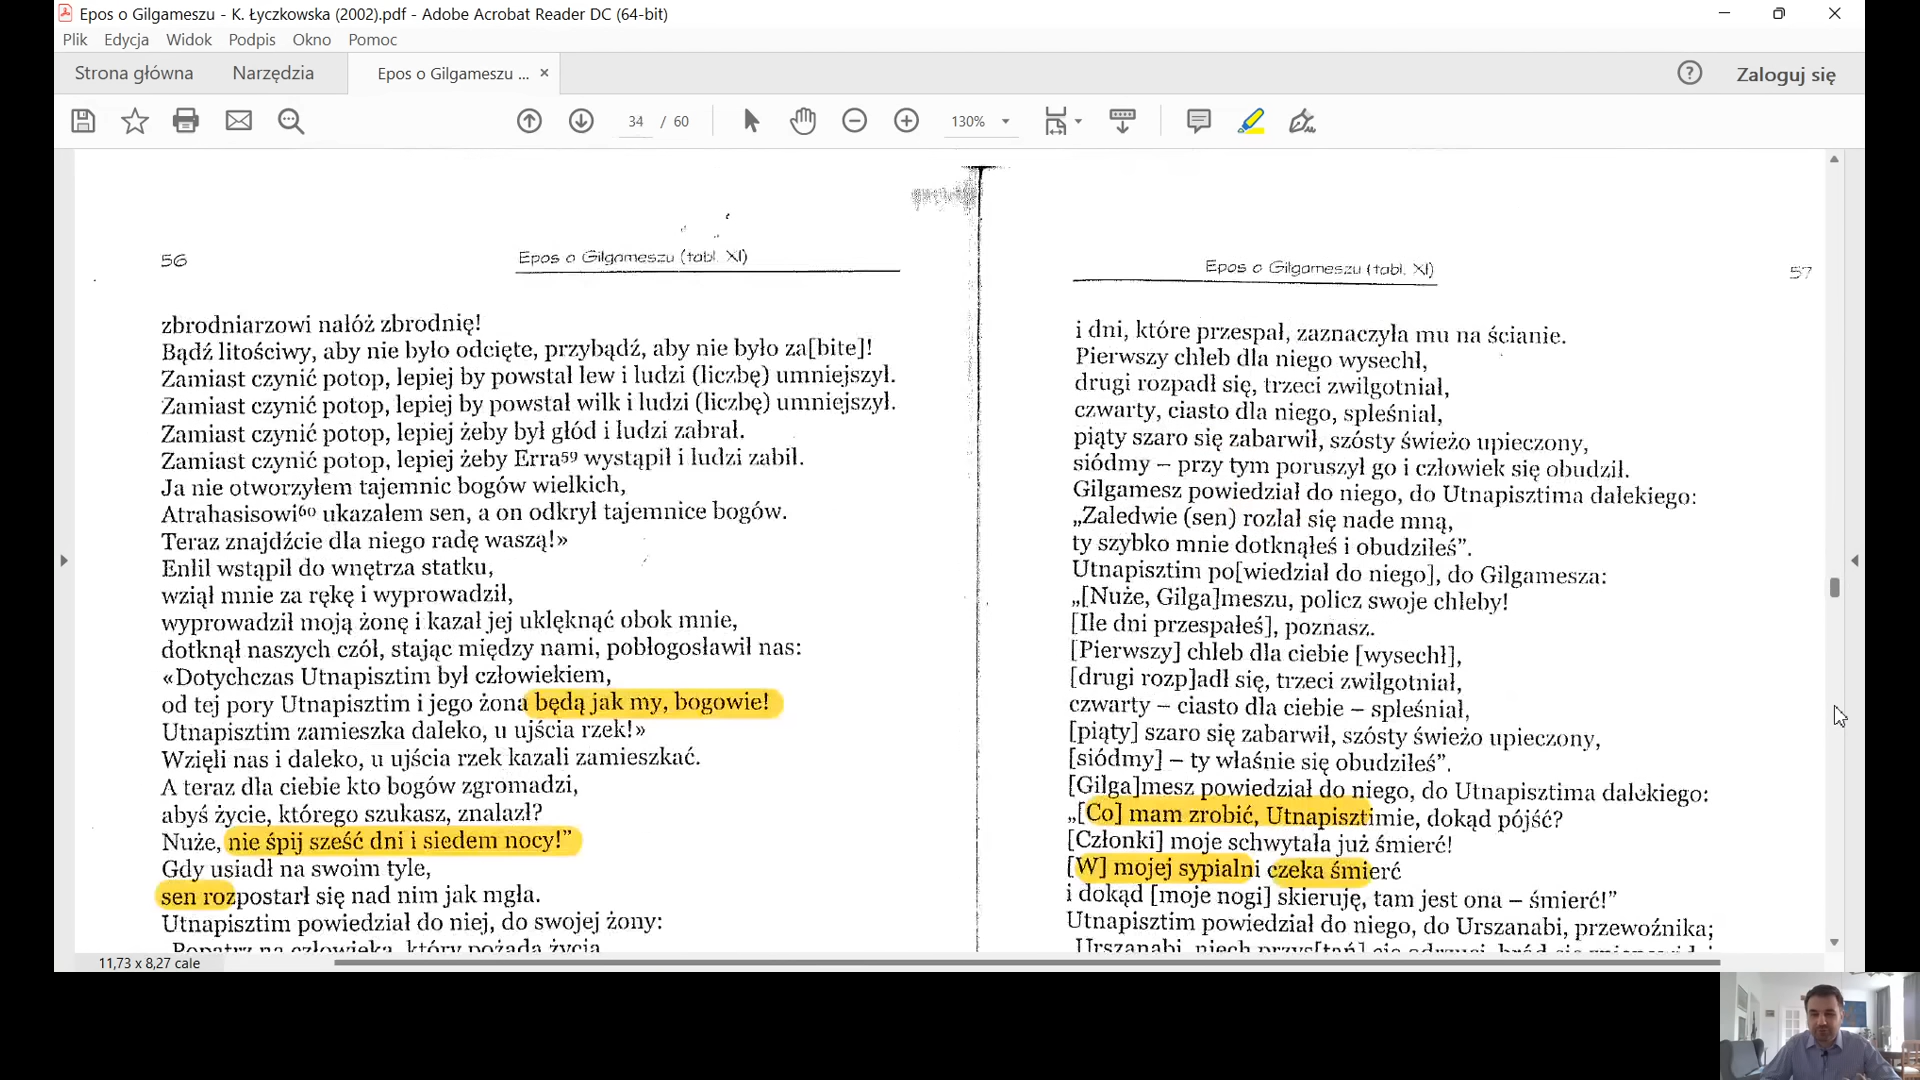 Epos o Gilgameszu - K. Łyczkowska (2002).pdf - Adobe Acrobat Reader DC (64-bit)
Plik Edycja Widok Podpis Okno Pomoc
Strona główna Narzędzia Epos o Gilgameszu ... × Zaloguj się
34 / 60 130%
56 Epos o Gilgameszu (tabl. XI)
zbrodniarzowi nałóż zbrodnię!
Bądź litościwy, aby nie było odcięte, przybądź, aby nie było za[bite]!
Zamiast czynić potop, lepiej by powstał lew i ludzi (liczbę) umniejszył.
Zamiast czynić potop, lepiej by powstał wilk i ludzi (liczbę) umniejszył.
Zamiast czynić potop, lepiej żeby był głód i ludzi zabrał.
Zamiast czynić potop, lepiej żeby Erra⁵⁹ wystąpił i ludzi zabił.
Ja nie otworzyłem tajemnic bogów wielkich,
Atrahasisowi⁶⁰ ukazałem sen, a on odkrył tajemnice bogów.
Teraz znajdźcie dla niego radę waszą!»
Enlil wstąpił do wnętrza statku,
wziął mnie za rękę i wyprowadził,
wyprowadził moją żonę i kazał jej uklęknąć obok mnie,
dotknął naszych czół, stając między nami, pobłogosławił nas:
«Dotychczas Utnapisztim był człowiekiem,
od tej pory Utnapisztim i jego żona będą jak my, bogowie!
Utnapisztim zamieszka daleko, u ujścia rzek!»
Wzięli nas i daleko, u ujścia rzek kazali zamieszkać.
A teraz dla ciebie kto bogów zgromadzi,
abyś życie, którego szukasz, znalazł?
Nuże, nie śpij sześć dni i siedem nocy!”
Gdy usiadł na swoim tyle,
sen rozpostarł się nad nim jak mgła.
Utnapisztim powiedział do niej, do swojej żony:
„Popatrz na człowieka, który pożąda życia
Epos o Gilgameszu (tabl. XI) 57
i dni, które przespał, zaznaczyła mu na ścianie.
Pierwszy chleb dla niego wysechł,
drugi rozpadł się, trzeci zwilgotniał,
czwarty, ciasto dla niego, spleśniał,
piąty szaro się zabarwił, szósty świeżo upieczony,
siódmy – przy tym poruszył go i człowiek się obudził.
Gilgamesz powiedział do niego, do Utnapisztima dalekiego:
„Zaledwie (sen) rozlał się nade mną,
ty szybko mnie dotknąłeś i obudziłeś”.
Utnapisztim po[wiedział do niego], do Gilgamesza:
„[Nuże, Gilga]meszu, policz swoje chleby!
[Ile dni przespałeś], poznasz.
[Pierwszy] chleb dla ciebie [wysechł],
[drugi rozp]adł się, trzeci zwilgotniał,
czwarty – ciasto dla ciebie – spleśniał,
[piąty] szaro się zabarwił, szósty świeżo upieczony,
[siódmy] – ty właśnie się obudziłeś”.
[Gilga]mesz powiedział do niego, do Utnapisztima dalekiego:
„[Co] mam zrobić, Utnapisztimie, dokąd pójść?
[Członki] moje schwytała już śmierć!
[W] mojej sypialni czeka śmierć
i dokąd [moje nogi] skieruję, tam jest ona – śmierć!”
Utnapisztim powiedział do niego, do Urszanabi, przewoźnika;
Urszanabi, niech przys[tań] cię odrzuci, bród się
11,73 x 8,27 cale